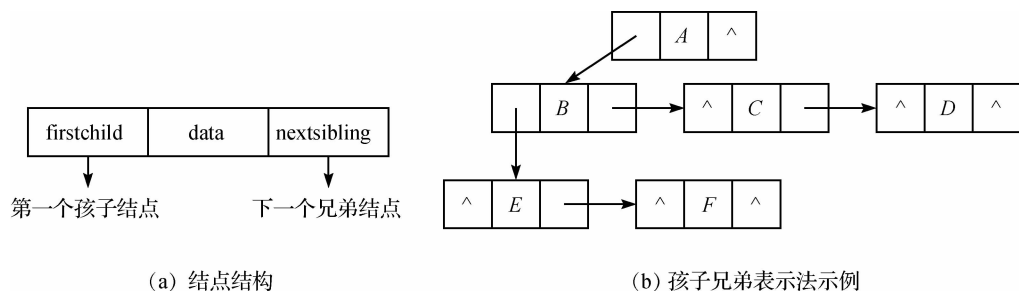 ^ A ^
B ^ C ^ D ^
firstchild data nextsibling
第一个孩子结点 下一个兄弟结点
^ E ^ F ^
(a) 结点结构 (b) 孩子兄弟表示法示例